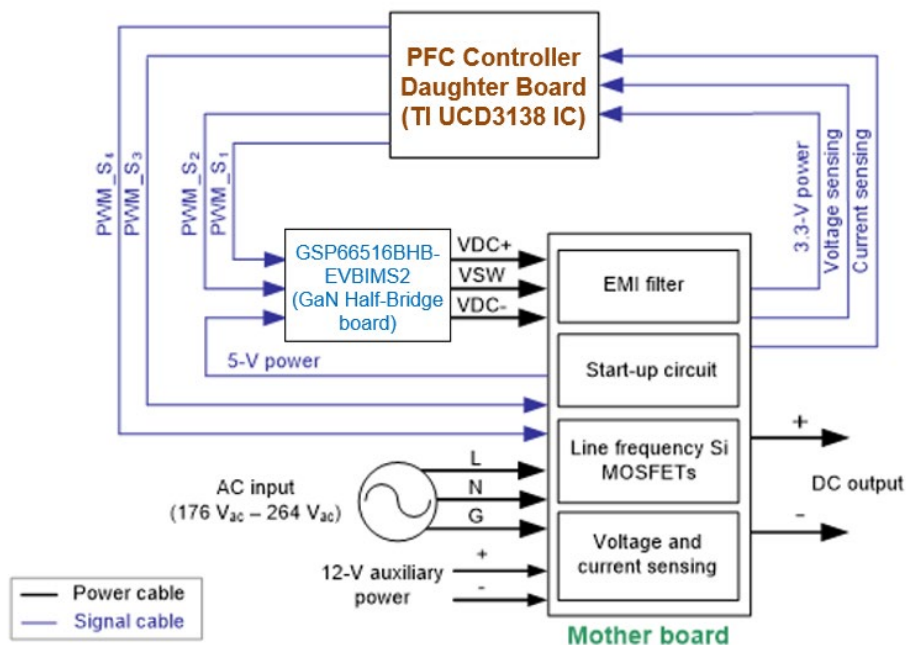 PFC Controller
Daughter Board
(TI UCD3138 IC)
PWM_S₄
PWM_S₃
PWM_S₂
PWM_S₁
3.3-V power
Voltage sensing
Current sensing
GSP66516BHB-
EVBIMS2
(GaN Half-Bridge
board)
VDC+
VSW
VDC-
EMI filter
5-V power
Start-up circuit
Line frequency Si
MOSFETs
+
DC output
-
L
N
G
AC input
(176 Vac – 264 Vac)
Voltage and
current sensing
+
12-V auxiliary
power
-
Power cable
Signal cable
Mother board